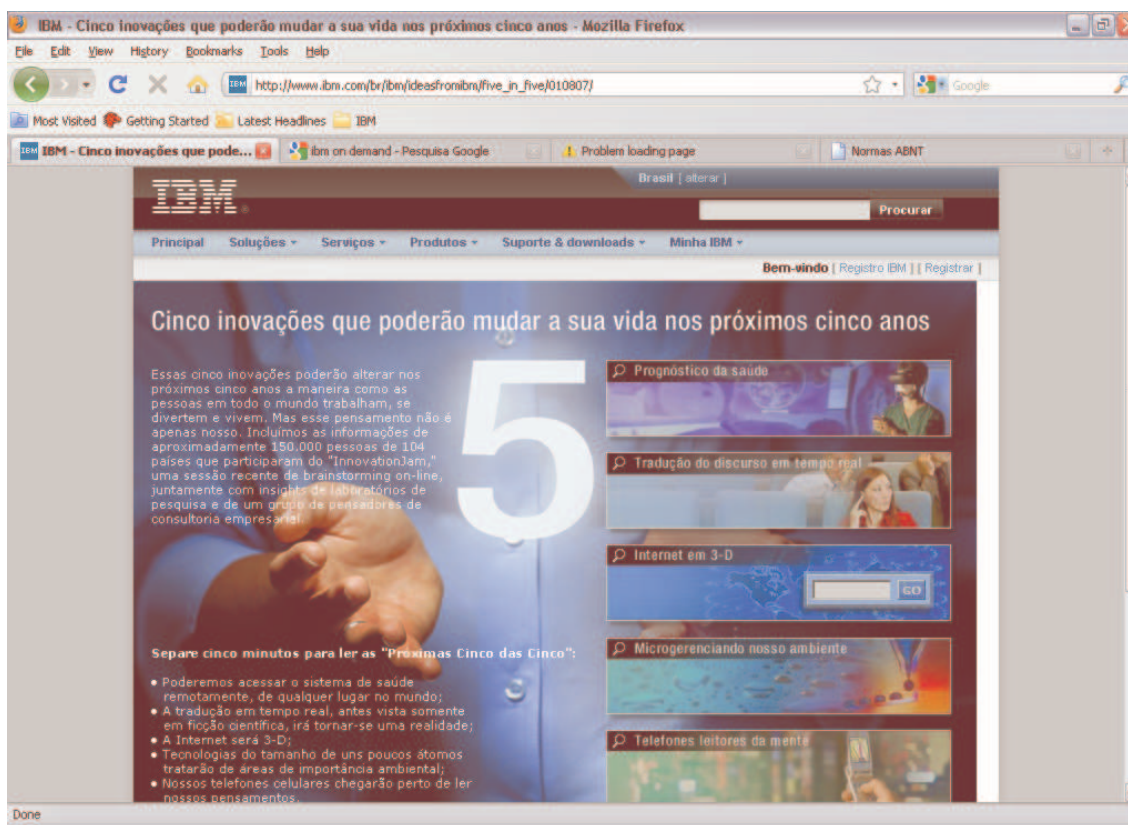 IBM - Cinco inovações que poderão mudar a sua vida nos próximos cinco anos - Mozilla Firefox
File Edit View History Bookmarks Tools Help
IBM http://www.ibm.com/br/ibm/ideasfromibm/five_in_five/010807/ Google
Most Visited Getting Started Latest Headlines IBM
IBM IBM - Cinco inovações que pode... ibm on demand - Pesquisa Google Problem loading page Normas ABNT
Brasil [ alterar ]
IBM®
Procurar
Principal Soluções Serviços Produtos Suporte & downloads Minha IBM
Bem-vindo [ Registro IBM ] [ Registrar ]
Cinco inovações que poderão mudar a sua vida nos próximos cinco anos
Essas cinco inovações poderão alterar nos
próximos cinco anos a maneira como as
pessoas em todo o mundo trabalham, se
divertem e vivem. Mas esse pensamento não é
apenas nosso. Incluímos as informações de
aproximadamente 150.000 pessoas de 104
países que participaram do "InnovationJam,"
uma sessão recente de brainstorming on-line,
juntamente com insights de laboratórios de
pesquisa e de um grupo de pensadores de
consultoria empresarial.
5
Separe cinco minutos para ler as "Próximas Cinco das Cinco":
• Poderemos acessar o sistema de saúde
remotamente, de qualquer lugar no mundo;
• A tradução em tempo real, antes vista somente
em ficção científica, irá tornar-se uma realidade;
• A Internet será 3-D;
• Tecnologias do tamanho de uns poucos átomos
tratarão de áreas de importância ambiental;
• Nossos telefones celulares chegarão perto de ler
nossos pensamentos.
Prognóstico da saúde
Tradução do discurso em tempo real
Internet em 3-D
GO
Microgerenciando nosso ambiente
Telefones leitores da mente
Done